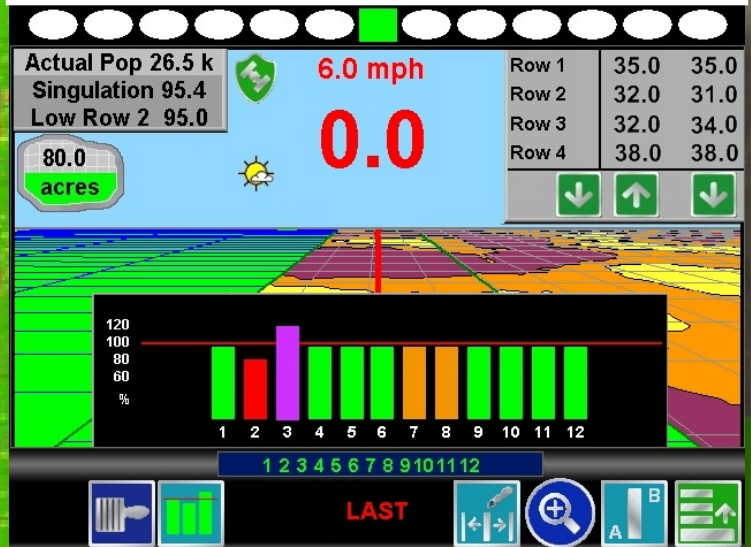 Actual Pop 26.5 k
Singulation 95.4
Low Row 2 95.0
80.0
acres
6.0 mph
0.0
Row 1 35.0 35.0
Row 2 32.0 31.0
Row 3 32.0 34.0
Row 4 38.0 38.0
120
100
80
60
%
1 2 3 4 5 6 7 8 9 10 11 12
1 2 3 4 5 6 7 8 9 10 11 12
LAST
A B